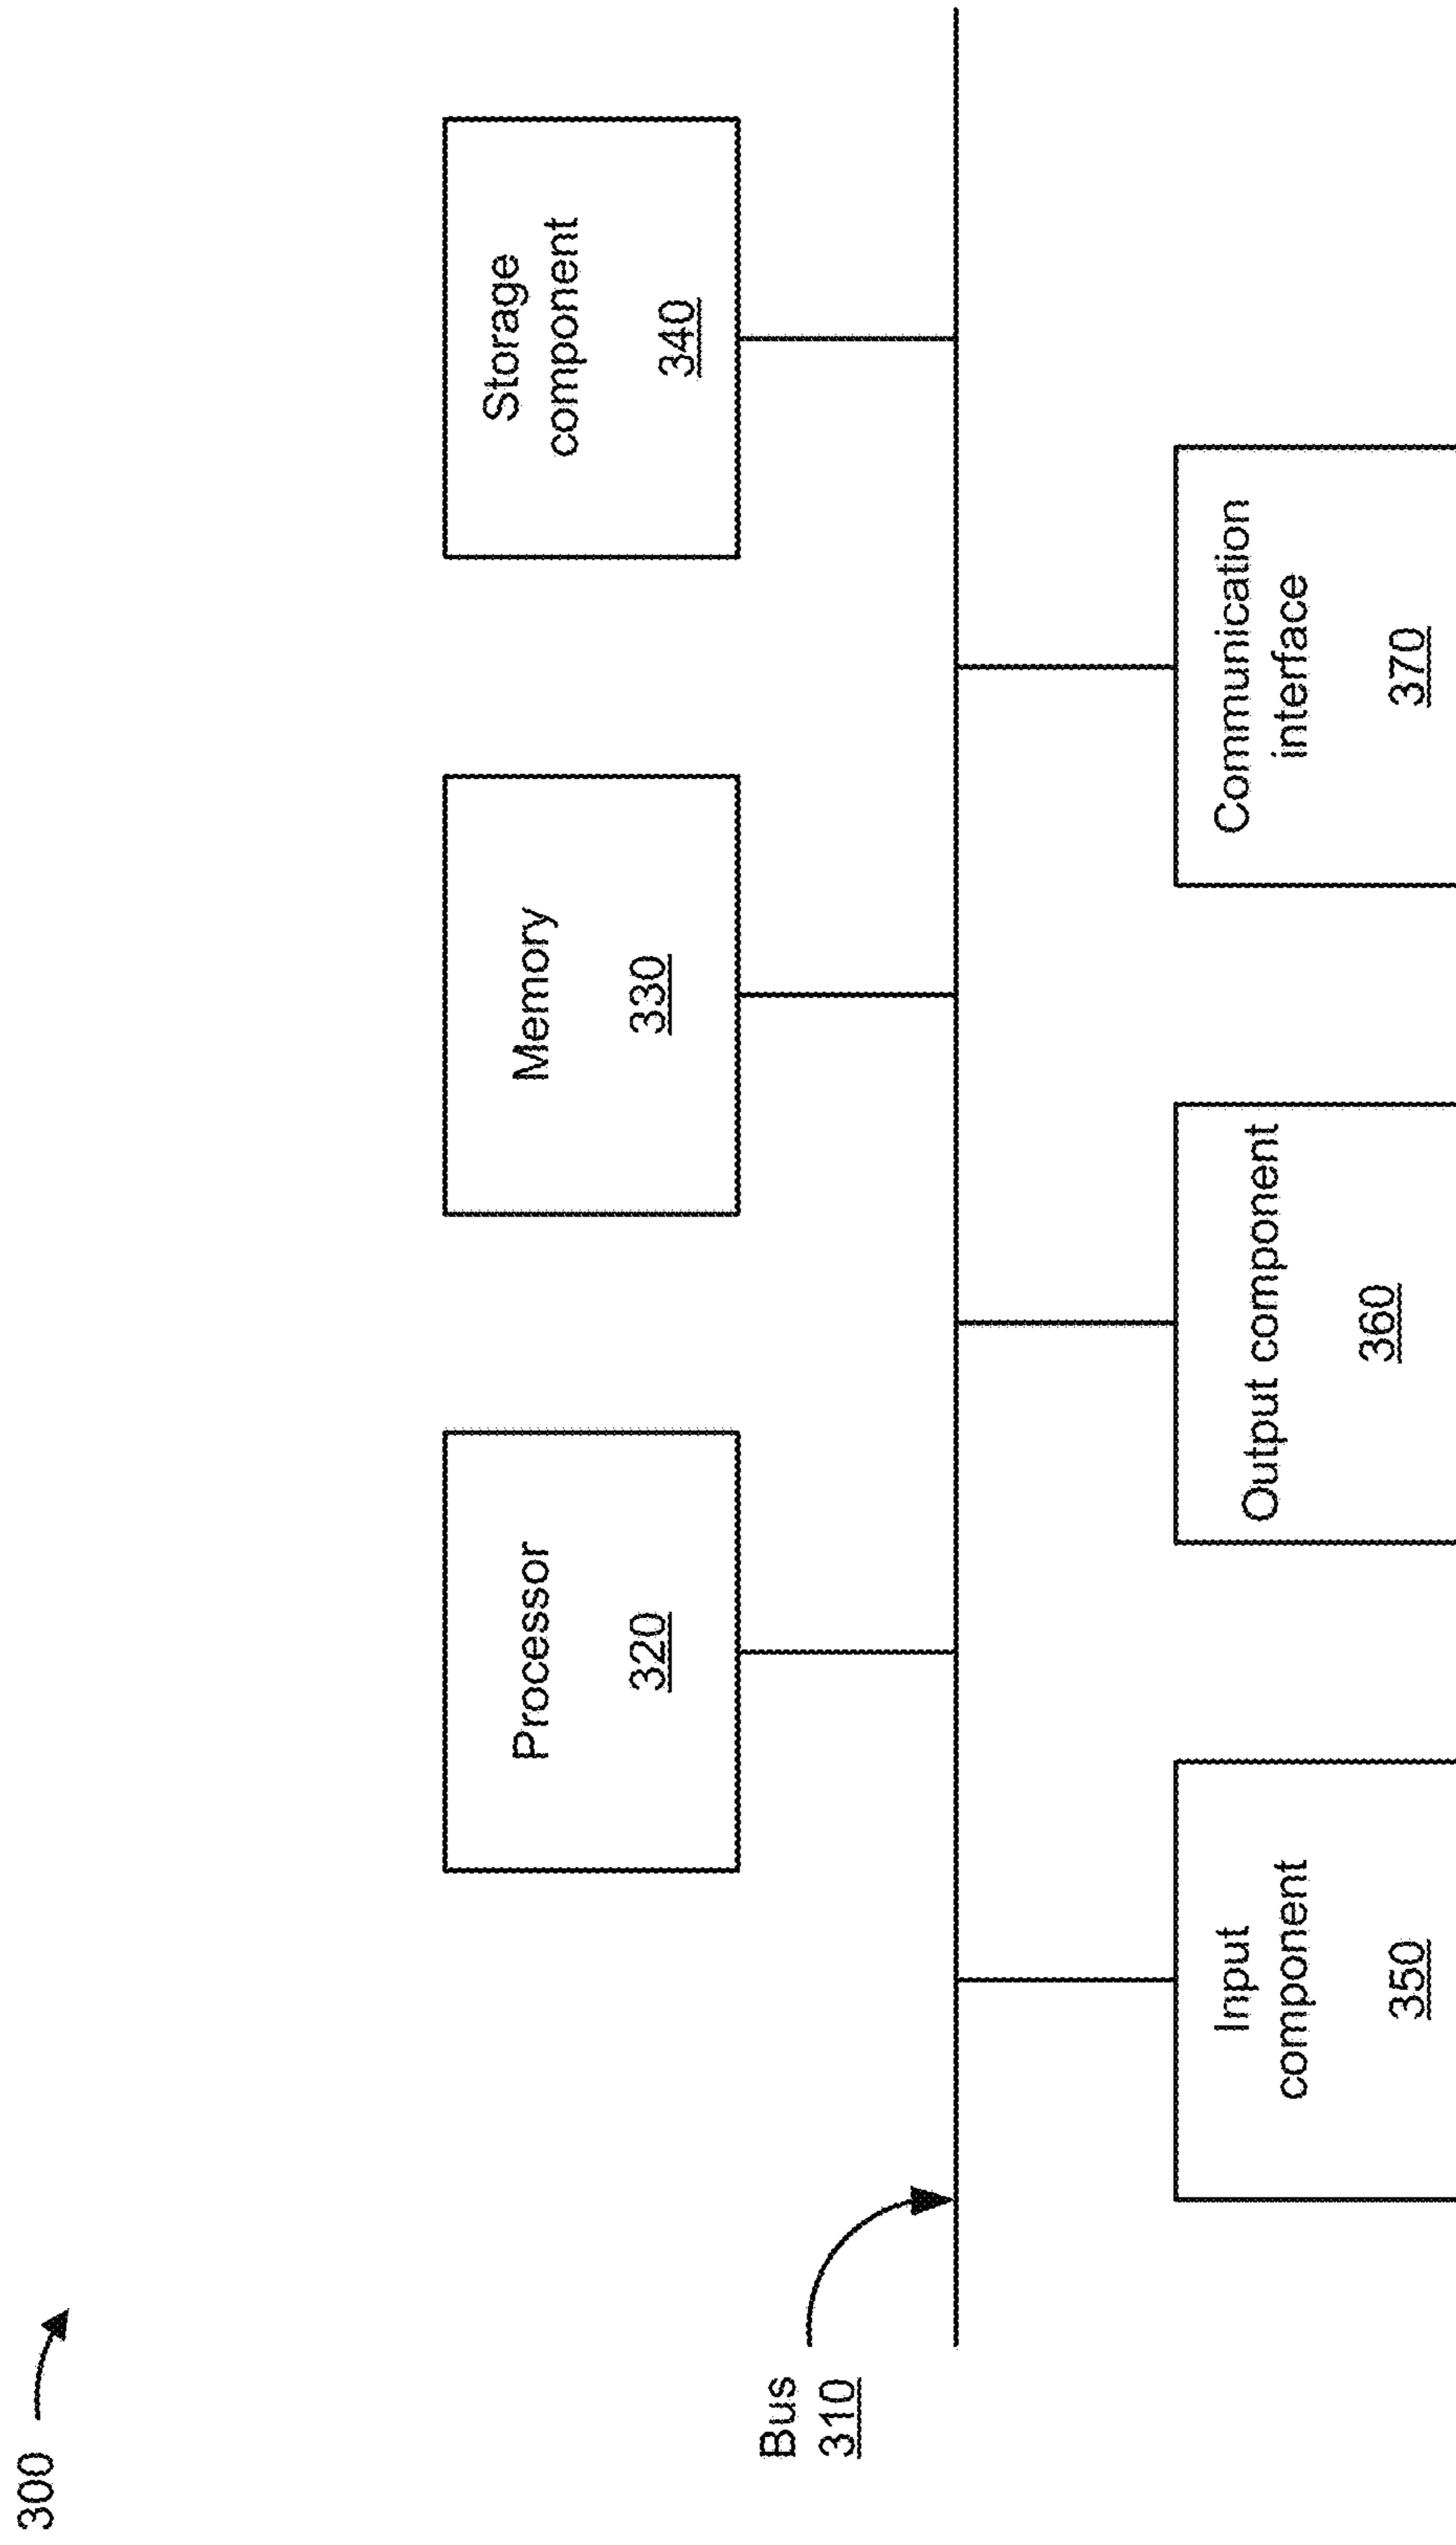 300
Bus
310
Processor
320
Memory
330
Storage
component
340
Input
component
350
Output component
360
Communication
interface
370